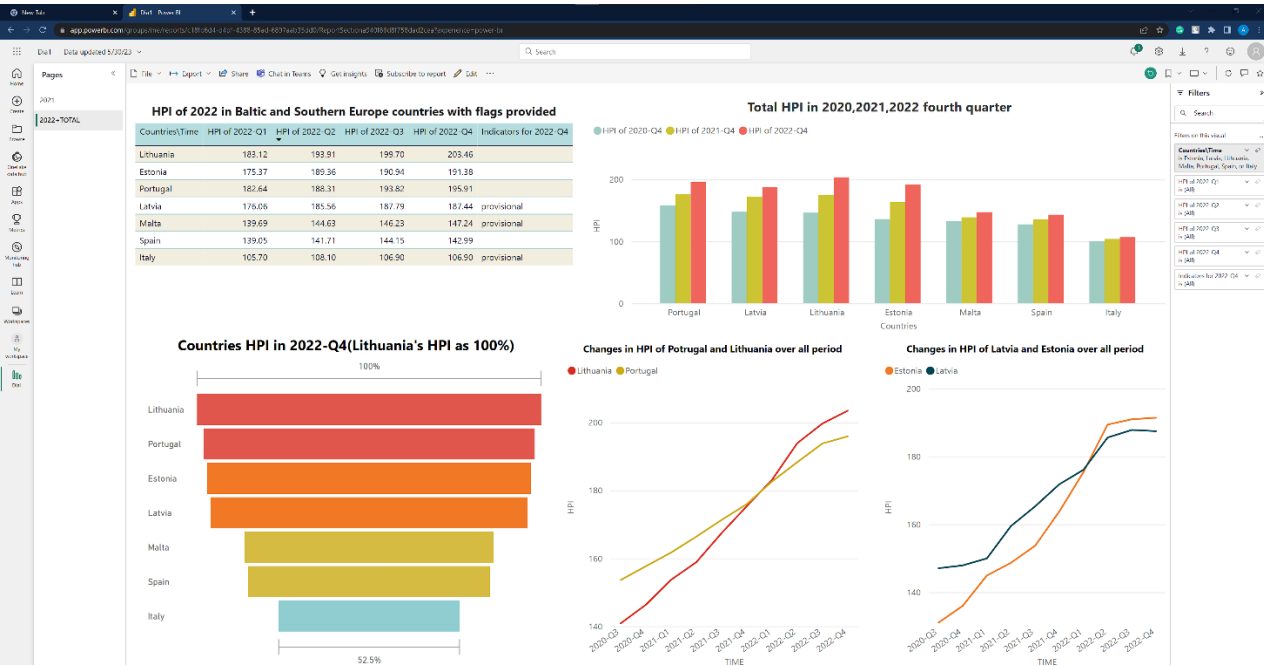 New Tab
Dia1 - Power BI
app.powerbi.com
Dia1 Data updated 5/30/23
Search
Home
Create
Browse
OneLake data hub
Apps
Metrics
Monitoring hub
Learn
Workspaces
My workspace
Dia1
Pages
2021
2022+TOTAL
File Export Share Chat in Teams Get insights Subscribe to report Edit ...
HPI of 2022 in Baltic and Southern Europe countries with flags provided
Countries\Time HPI of 2022-Q1 HPI of 2022-Q2 HPI of 2022-Q3 HPI of 2022-Q4 Indicators for 2022-Q4
Lithuania 183.12 193.91 199.70 203.46
Estonia 175.37 189.36 190.94 191.38
Portugal 182.64 188.31 193.82 195.91
Latvia 176.06 185.56 187.79 187.44 provisional
Malta 139.69 144.63 146.23 147.24 provisional
Spain 139.05 141.71 144.15 142.99
Italy 105.70 108.10 106.90 106.90 provisional
Total HPI in 2020,2021,2022 fourth quarter
HPI of 2020-Q4 HPI of 2021-Q4 HPI of 2022-Q4
HPI
200
100
0
Portugal Latvia Lithuania Estonia Malta Spain Italy
Countries
Countries HPI in 2022-Q4(Lithuania's HPI as 100%)
100%
Lithuania
Portugal
Estonia
Latvia
Malta
Spain
Italy
52.5%
Changes in HPI of Potrugal and Lithuania over all period
Lithuania Portugal
HPI
200
180
160
140
2020-Q3 2020-Q4 2021-Q1 2021-Q2 2021-Q3 2021-Q4 2022-Q1 2022-Q2 2022-Q3 2022-Q4
TIME
Changes in HPI of Latvia and Estonia over all period
Estonia Latvia
HPI
200
180
160
140
2020-Q3 2020-Q4 2021-Q1 2021-Q2 2021-Q3 2021-Q4 2022-Q1 2022-Q2 2022-Q3 2022-Q4
TIME
Filters
Search
Filters on this visual ...
Countries\Time
is Estonia, Latvia, Lithuania,
Malta, Portugal, Spain, or Italy
HPI of 2022-Q1
is (All)
HPI of 2022-Q2
is (All)
HPI of 2022-Q3
is (All)
HPI of 2022-Q4
is (All)
Indicators for 2022-Q4
is (All)